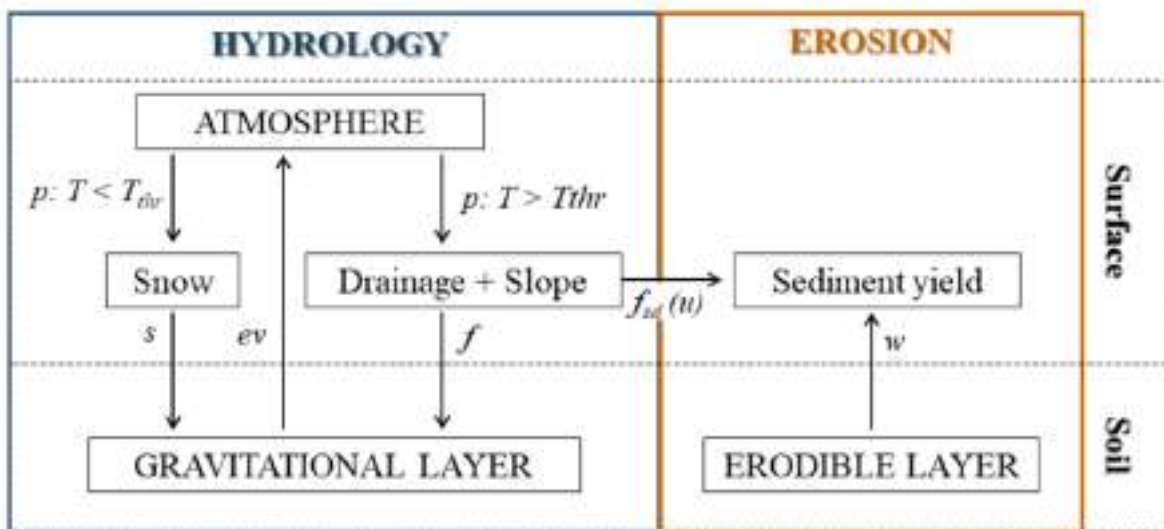 HYDROLOGY
EROSION
ATMOSPHERE
p: T < Tthr
p: T > Tthr
Snow
Drainage + Slope
Sediment yield
s
ev
f
fsd (u)
w
GRAVITATIONAL LAYER
ERODIBLE LAYER
Surface
Soil